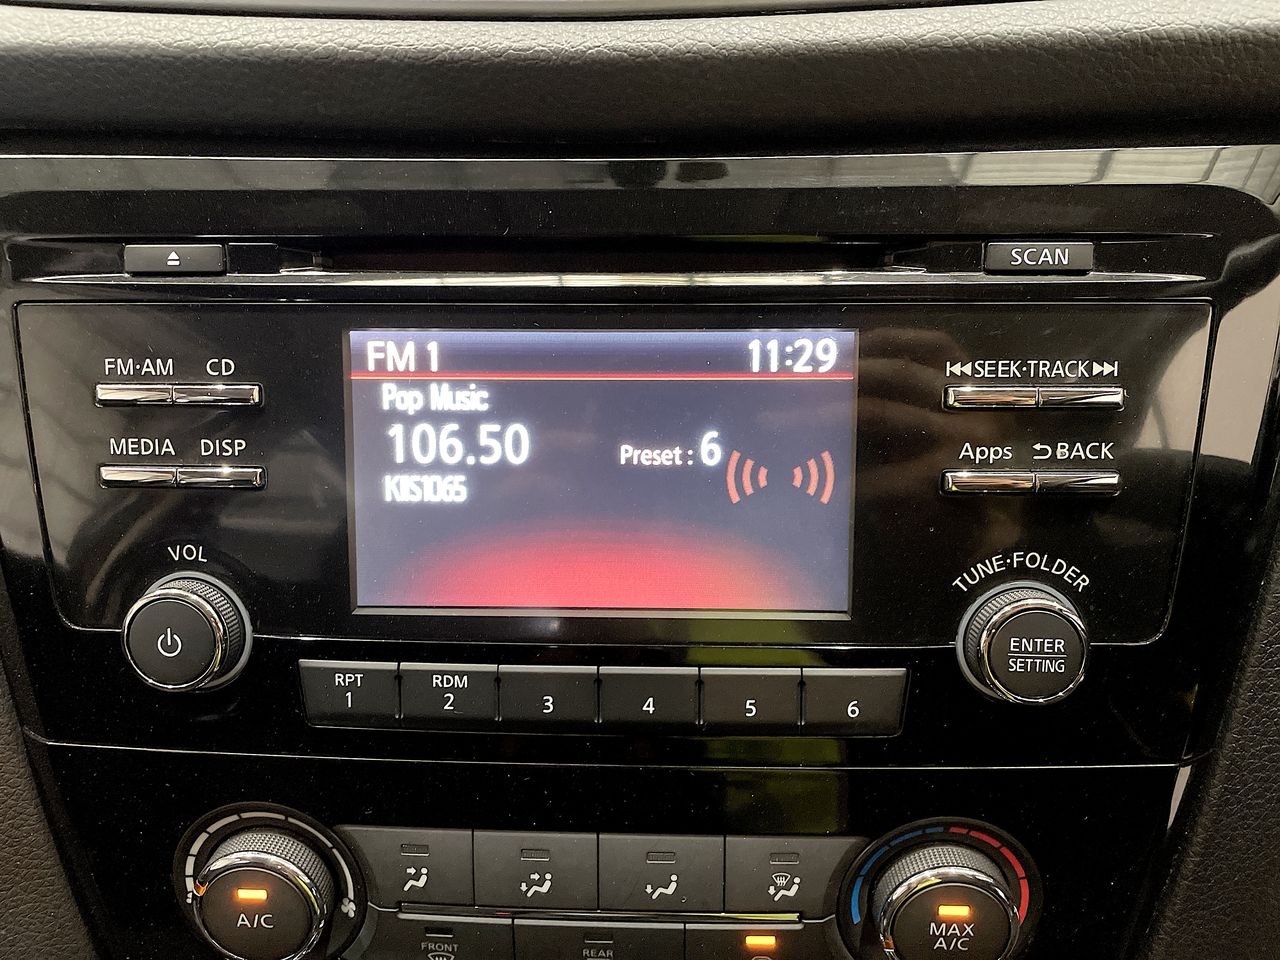 SCAN
FM·AM CD
MEDIA DISP
VOL
FM 1 11:29
Pop Music
106.50 Preset : 6
KIIS1065
SEEK·TRACK
Apps BACK
TUNE·FOLDER
ENTER
SETTING
RPT RDM
1 2 3 4 5 6
A/C
MAX
A/C
FRONT REAR